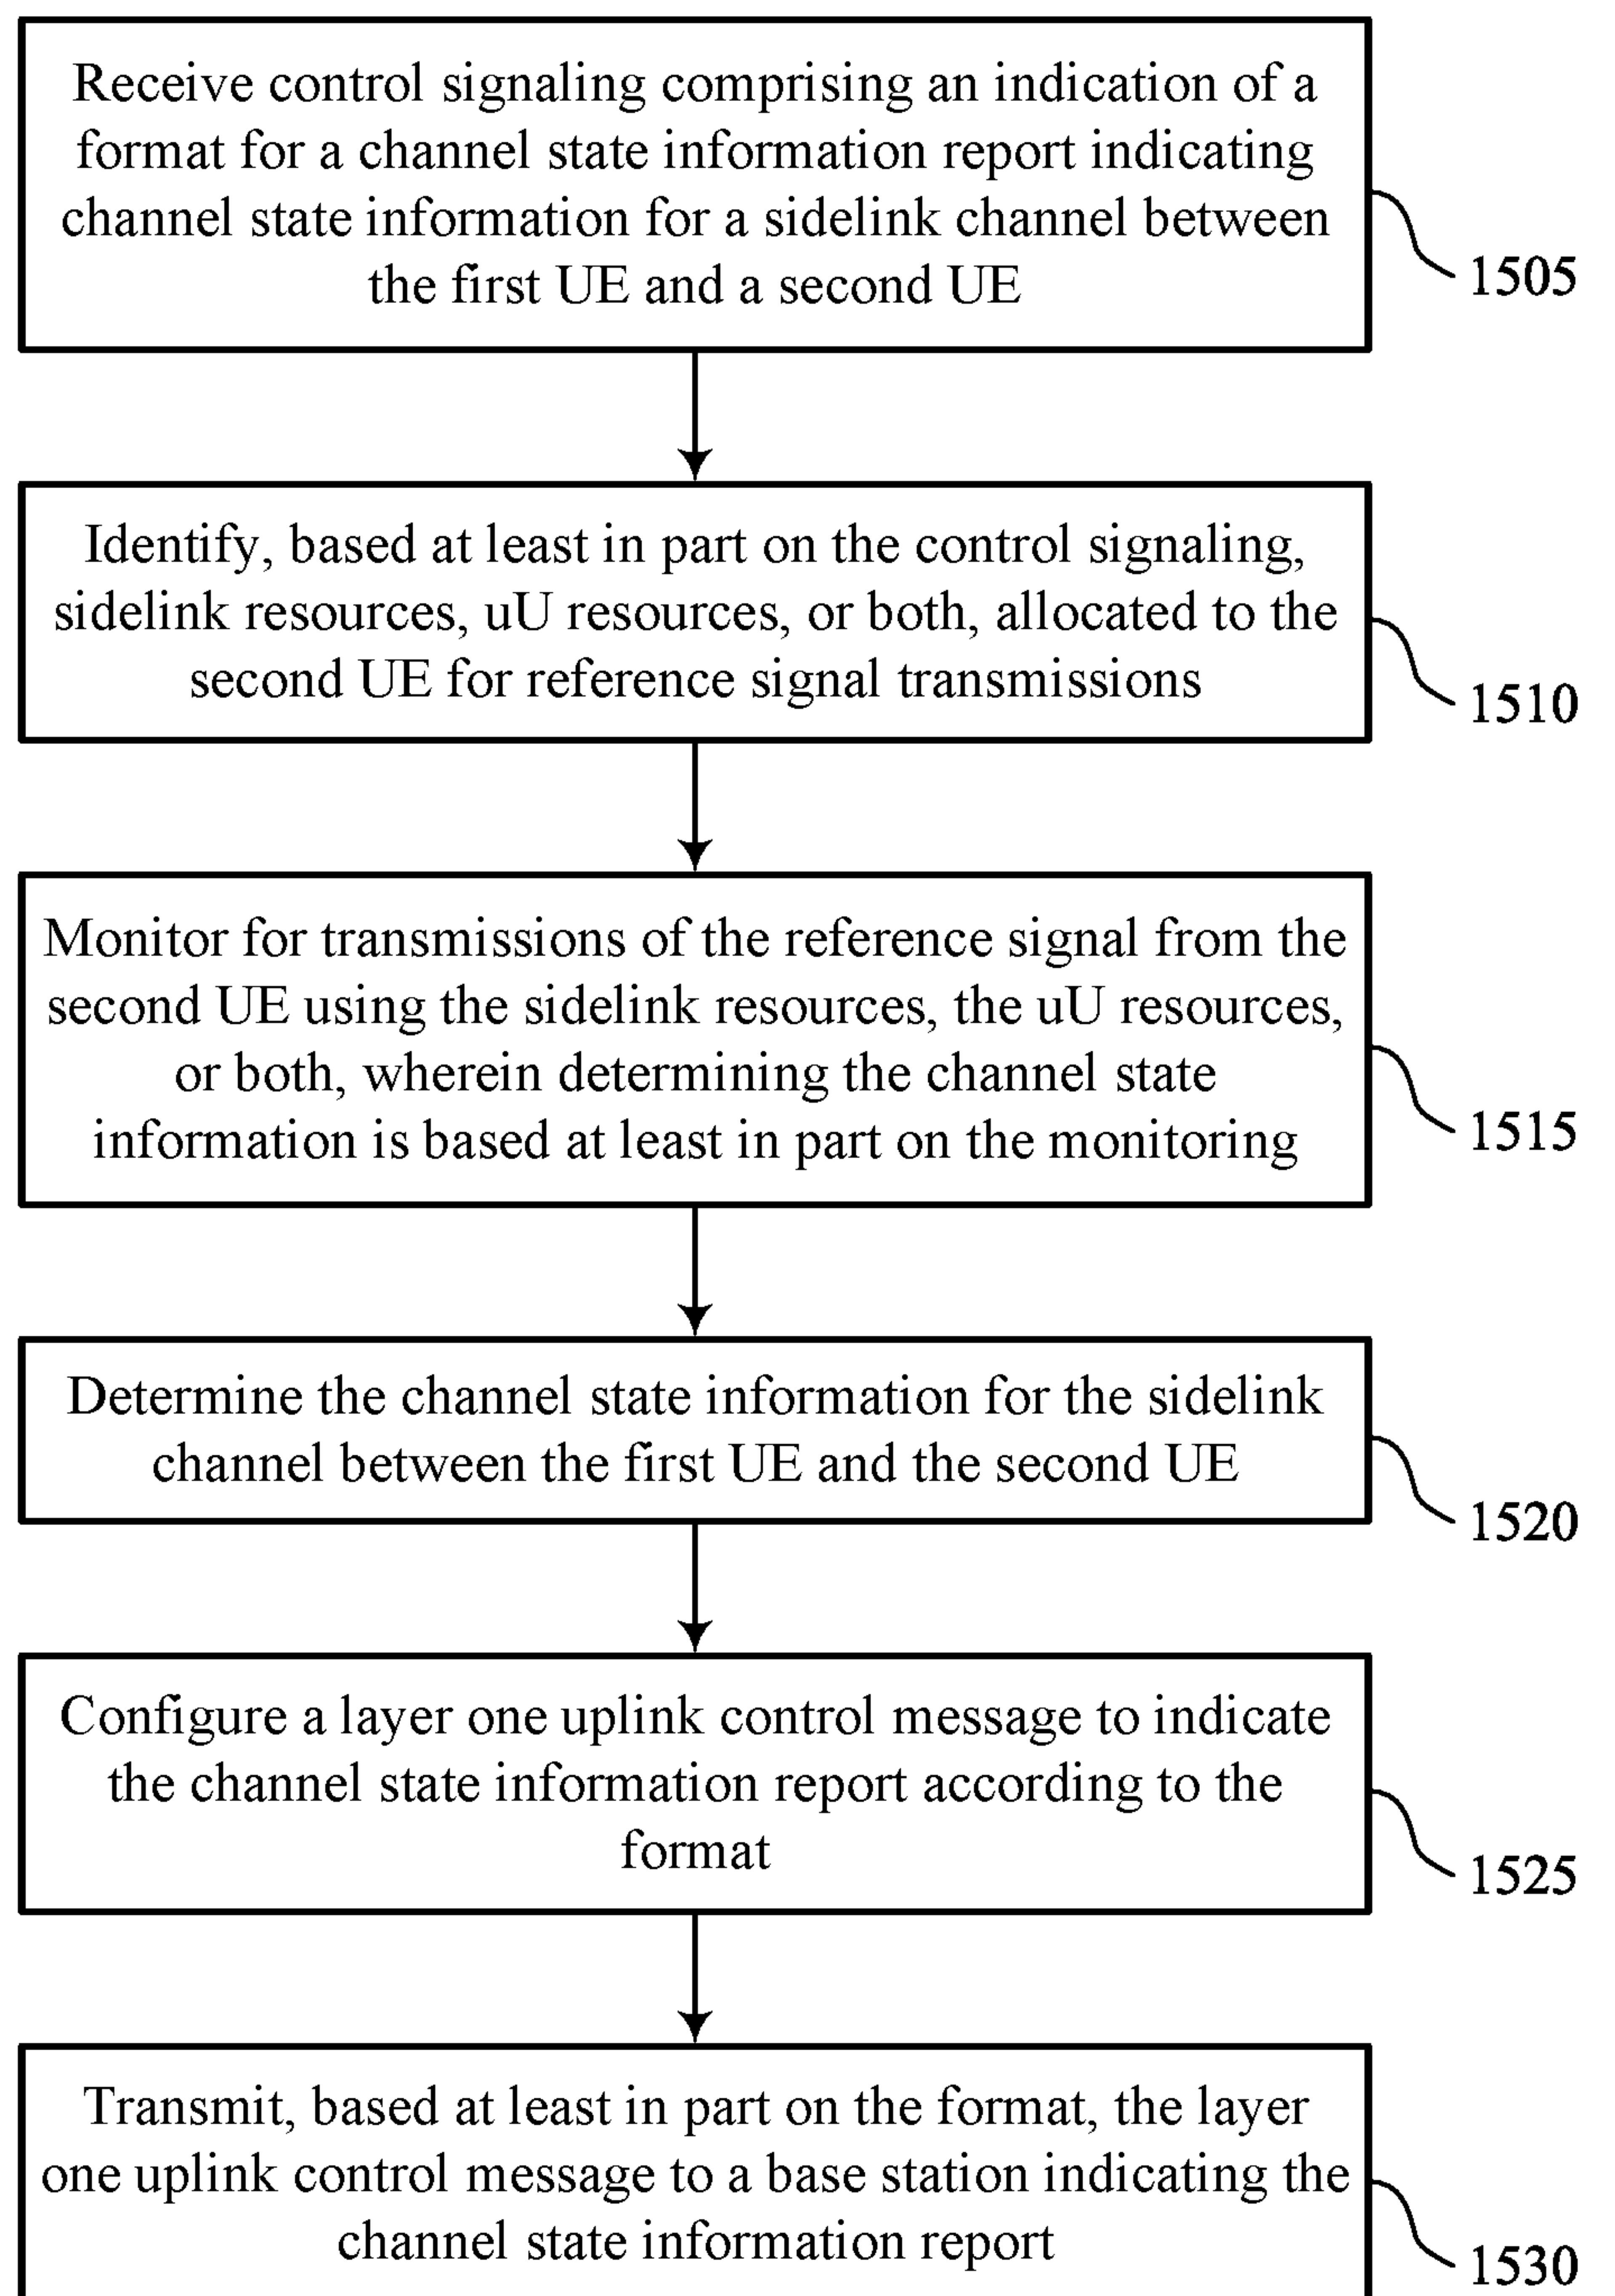 Receive control signaling comprising an indication of a
format for a channel state information report indicating
channel state information for a sidelink channel between
the first UE and a second UE
1505
Identify, based at least in part on the control signaling,
sidelink resources, uU resources, or both, allocated to the
second UE for reference signal transmissions
1510
Monitor for transmissions of the reference signal from the
second UE using the sidelink resources, the uU resources,
or both, wherein determining the channel state
information is based at least in part on the monitoring
1515
Determine the channel state information for the sidelink
channel between the first UE and the second UE
1520
Configure a layer one uplink control message to indicate
the channel state information report according to the
format
1525
Transmit, based at least in part on the format, the layer
one uplink control message to a base station indicating the
channel state information report
1530